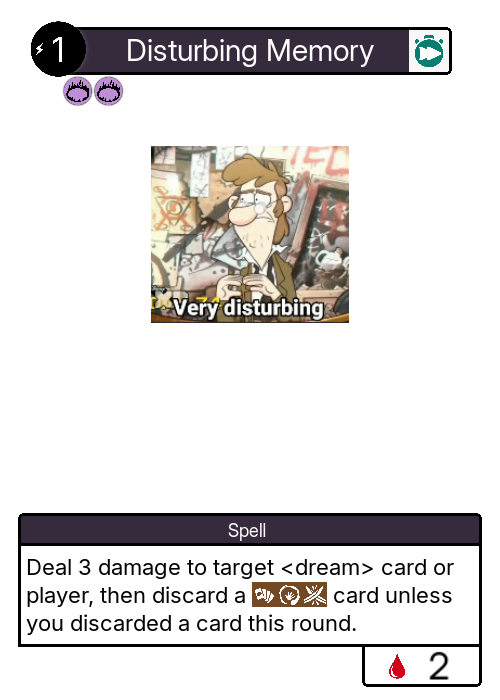 1
Disturbing Memory
Very disturbing
Spell
Deal 3 damage to target <dream> card or
player, then discard a card unless
you discarded a card this round.
2